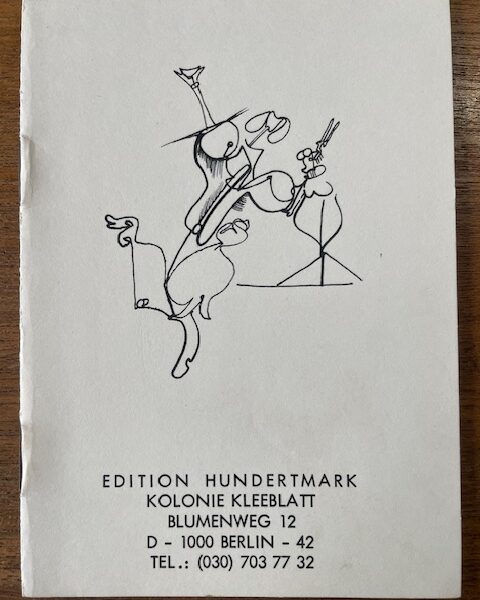 EDITION HUNDERTMARK
KOLONIE KLEEBLATT
BLUMENWEG 12
D - 1000 BERLIN - 42
TEL.: (030) 703 77 32